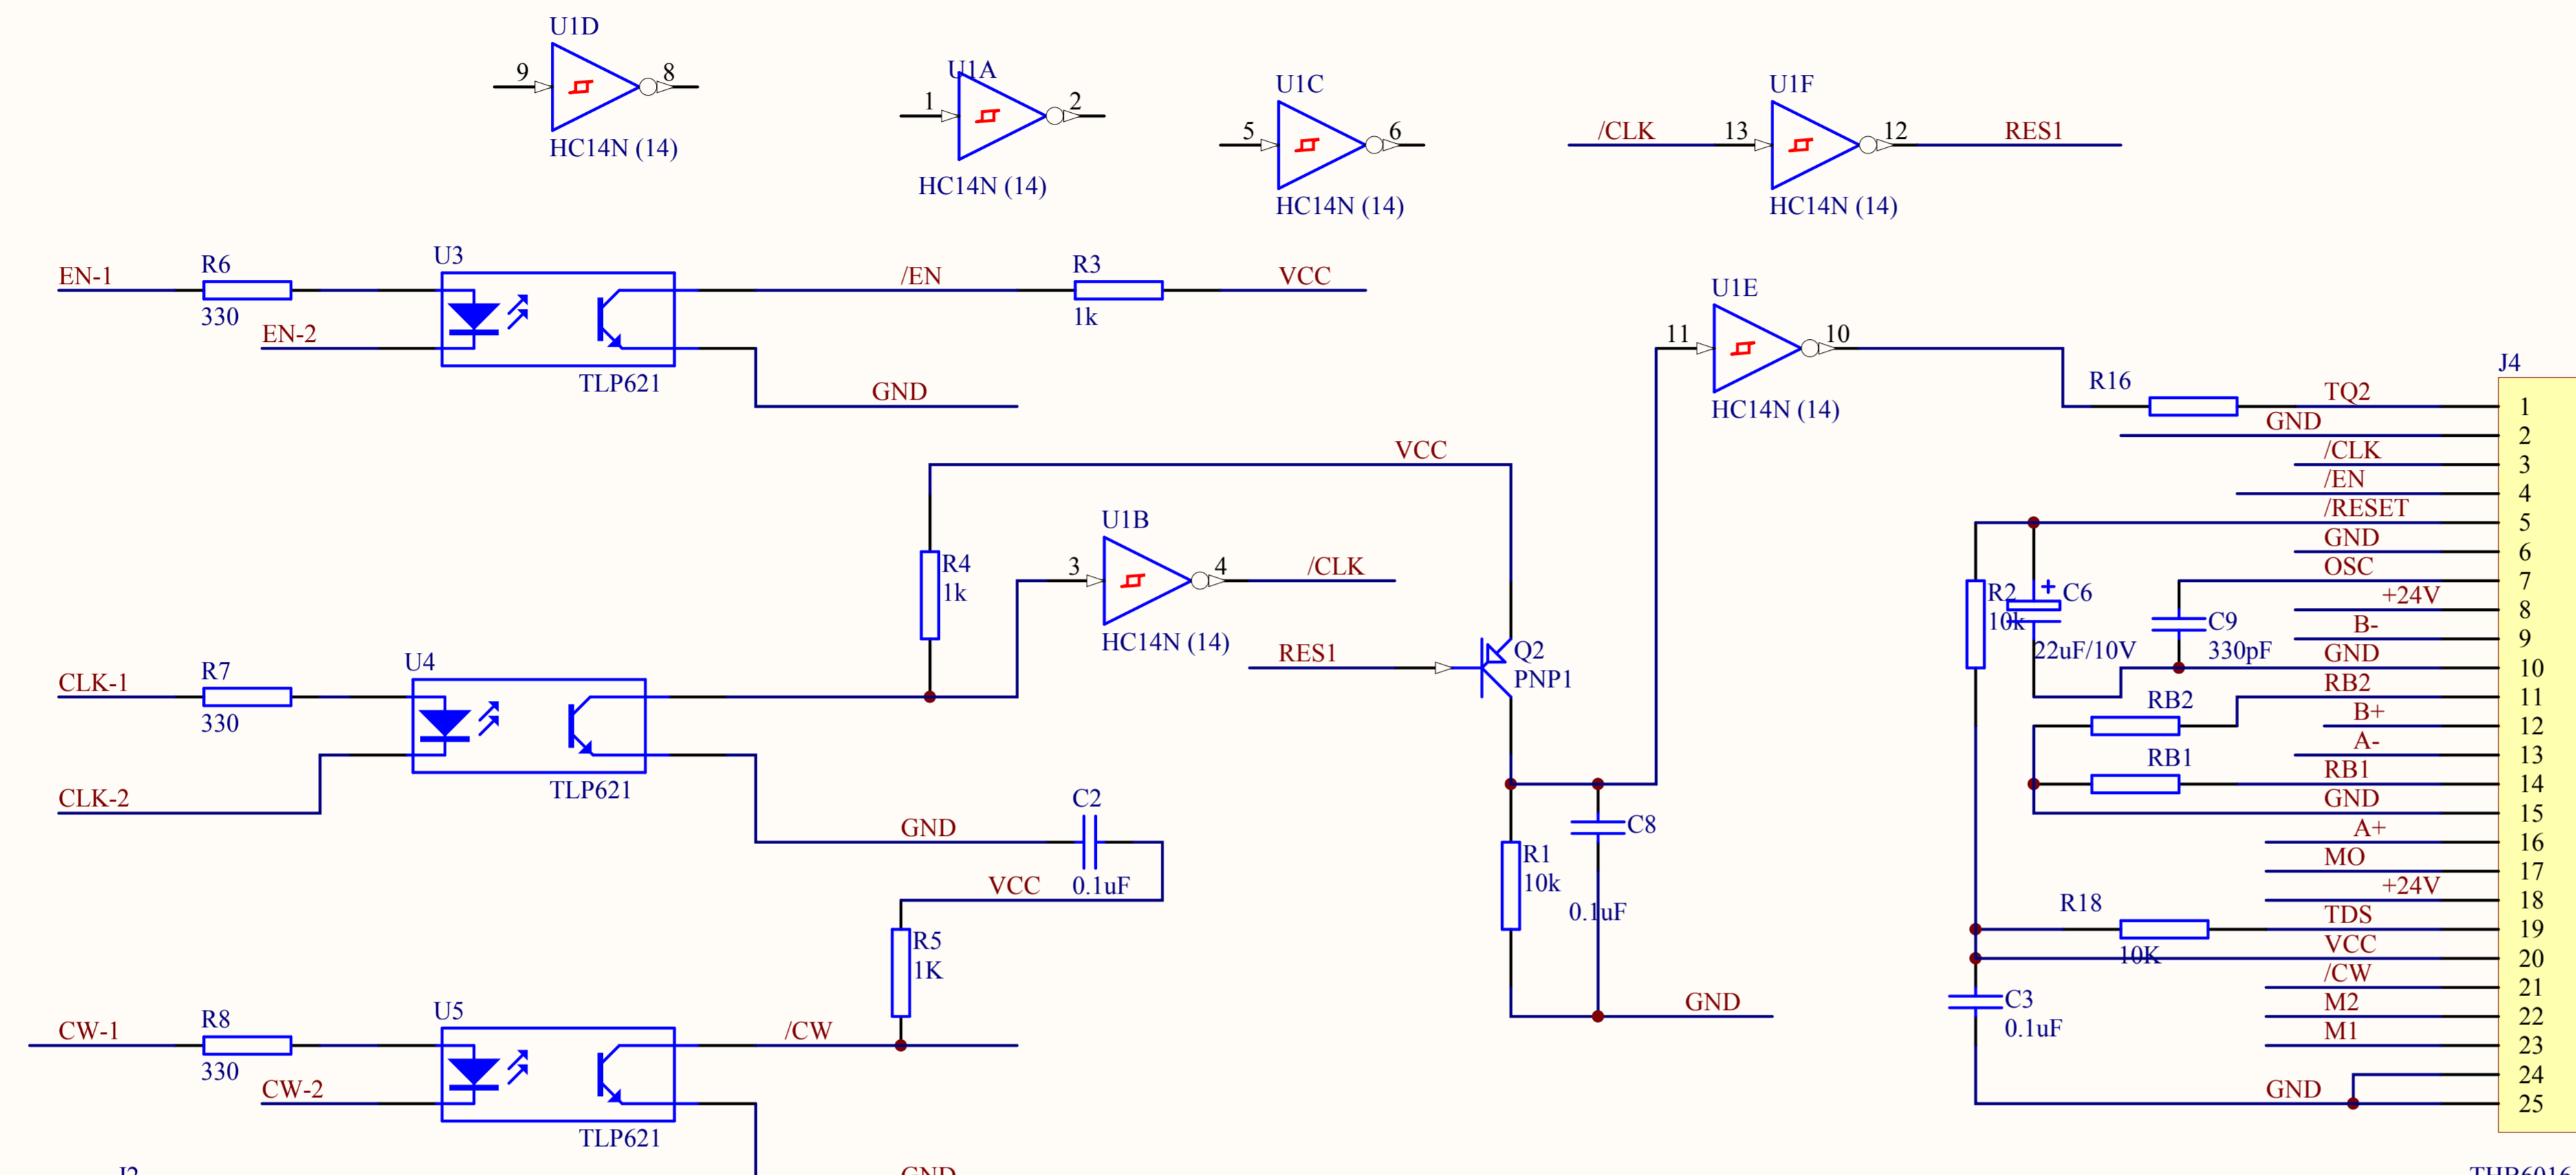 U1D
9
8
HC14N (14)
U1A
1
2
HC14N (14)
U1C
5
6
HC14N (14)
U1F
/CLK
13
12
RES1
HC14N (14)
EN-1
R6
330
EN-2
U3
TLP621
/EN
R3
1k
VCC
GND
U1E
11
10
HC14N (14)
VCC
R4
1k
U1B
3
4
/CLK
HC14N (14)
RES1
Q2
PNP1
CLK-1
R7
330
CLK-2
U4
TLP621
GND
C2
0.1uF
VCC
R5
1K
R1
10k
C8
0.1uF
GND
CW-1
R8
330
CW-2
U5
TLP621
/CW
J4
R16
TQ2 1
GND 2
/CLK 3
/EN 4
/RESET 5
GND 6
OSC 7
+24V 8
B- 9
GND 10
RB2 11
B+ 12
A- 13
RB1 14
GND 15
A+ 16
MO 17
+24V 18
TDS 19
VCC 20
/CW 21
M2 22
M1 23
24
GND 25
R2
10k
+
C6
22uF/10V
C9
330pF
RB2
RB1
R18
10K
C3
0.1uF